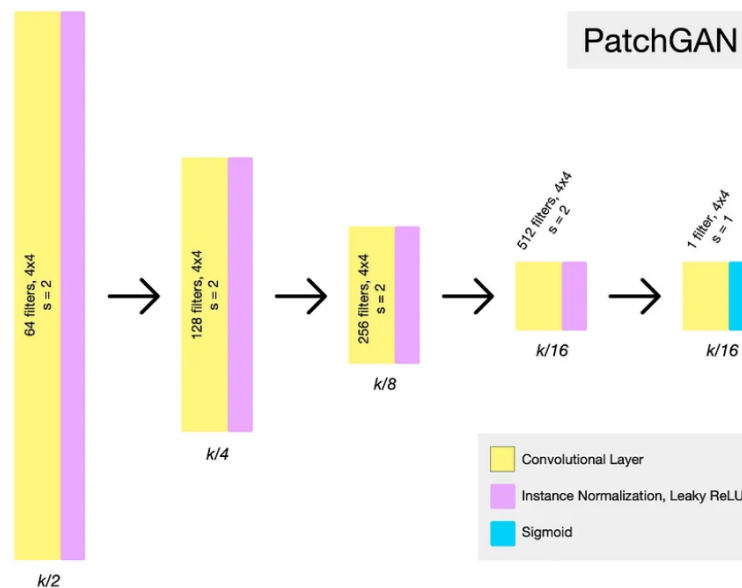 PatchGAN
64 filters, 4x4
s = 2
k/2
128 filters, 4x4
s = 2
k/4
256 filters, 4x4
s = 2
k/8
512 filters, 4x4
s = 2
k/16
1 filter, 4x4
s = 1
k/16
Convolutional Layer
Instance Normalization, Leaky ReLU
Sigmoid